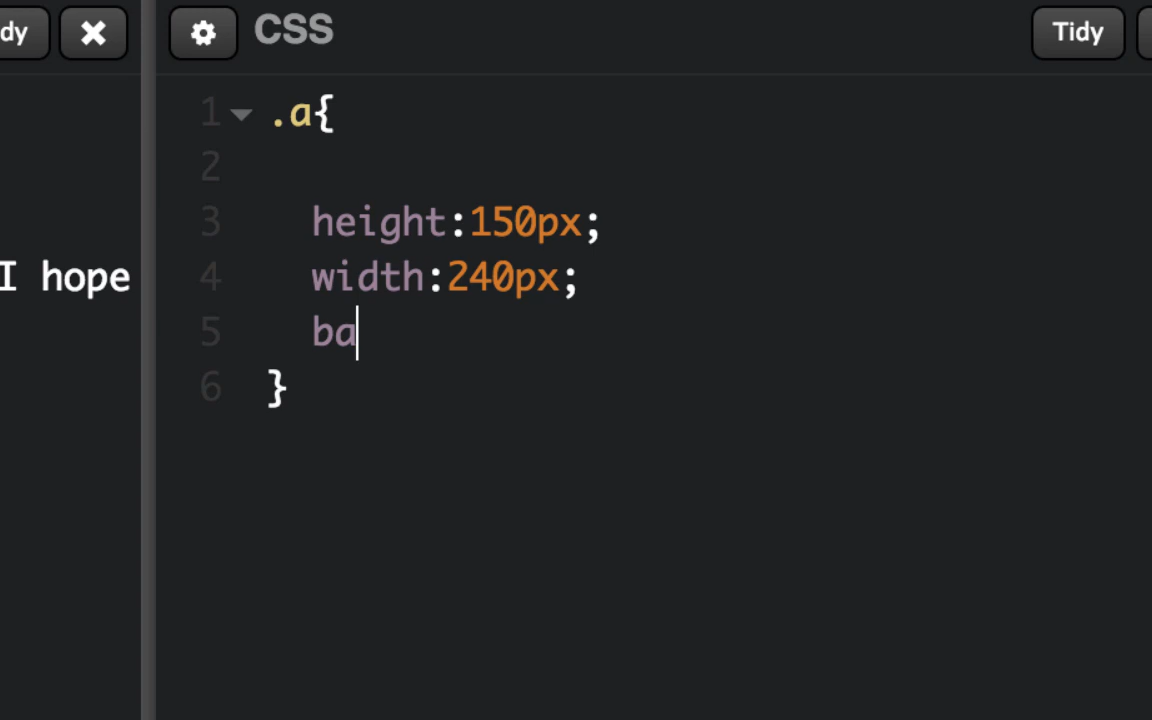 dy
CSS
Tidy
I hope
1 .a{
2
3 height:150px;
4 width:240px;
5 ba
6 }